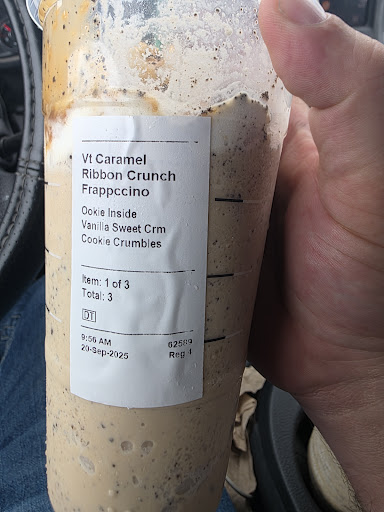 Vt Caramel
Ribbon Crunch
Frappccino
Ookie Inside
Vanilla Sweet Crm
Cookie Crumbles
Item: 1 of 3
Total: 3
DT
9:56 AM 62589
20-Sep-2025 Reg 4